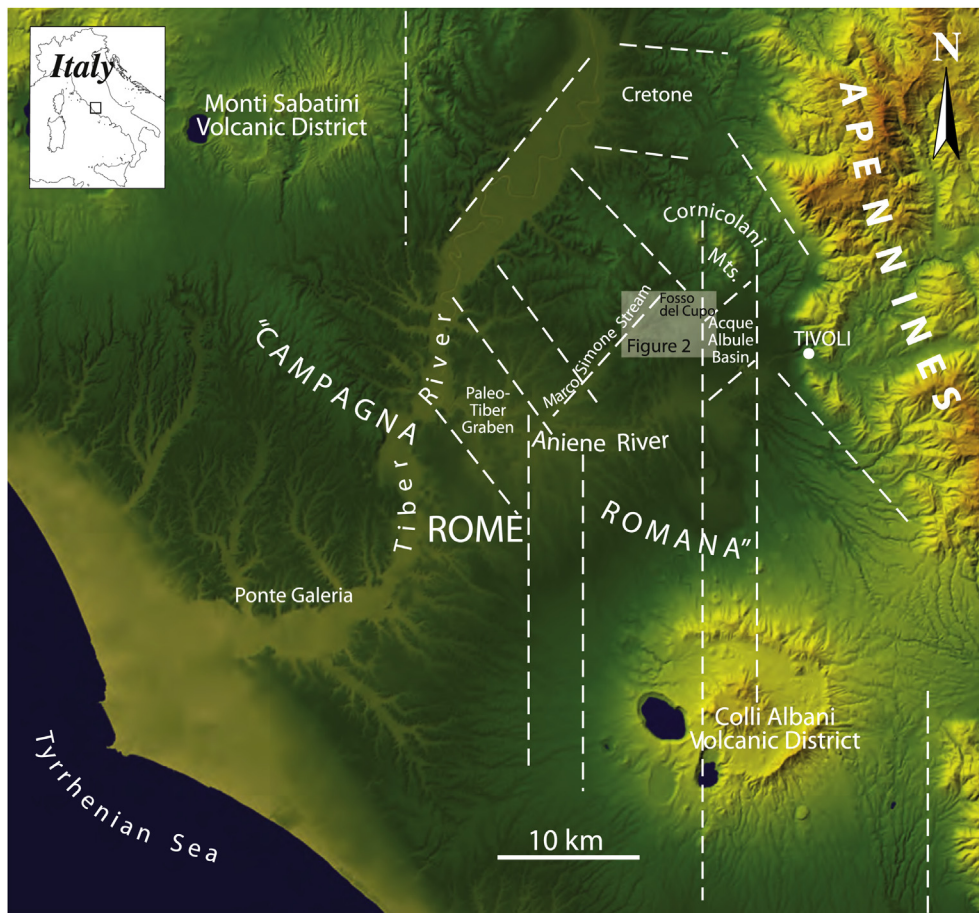 Italy
N
Monti Sabatini
Volcanic District
Cretone
APENNINES
Cornicolani
Mts.
Fosso
del Cupo
Figure 2
Marco Simone Stream
Acque
Albule
Basin
TIVOLI
"CAMPAGNA
ROMANA"
Tiber River
Paleo-
Tiber
Graben
Aniene River
ROME
Ponte Galeria
Colli Albani
Volcanic District
Tyrrhenian Sea
10 km